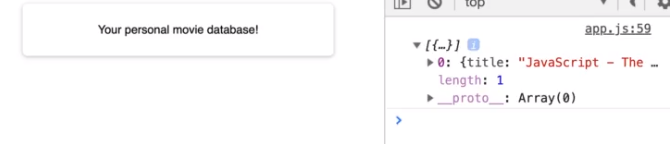 Your personal movie database!
top
app.js:59
[{…}] i
0: {title: "JavaScript - The …
length: 1
__proto__: Array(0)